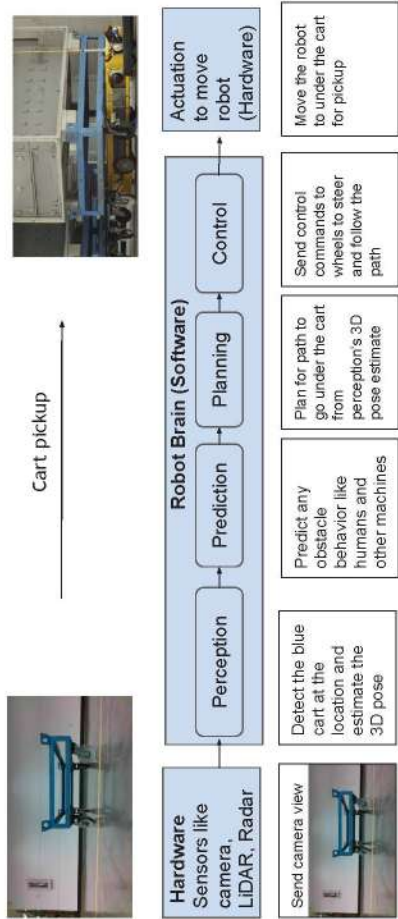 Cart pickup
Hardware
Sensors like
camera,
LiDAR, Radar
Robot Brain (Software)
Perception
Prediction
Planning
Control
Actuation
to move
robot
(Hardware)
Send camera view
Detect the blue
cart at the
location and
estimate the
3D pose
Predict any
obstacle
behavior like
humans and
other machines
Plan for path to
go under the cart
from
perception's 3D
pose estimate
Send control
commands to
wheels to steer
and follow the
path
Move the robot
to under the cart
for pickup